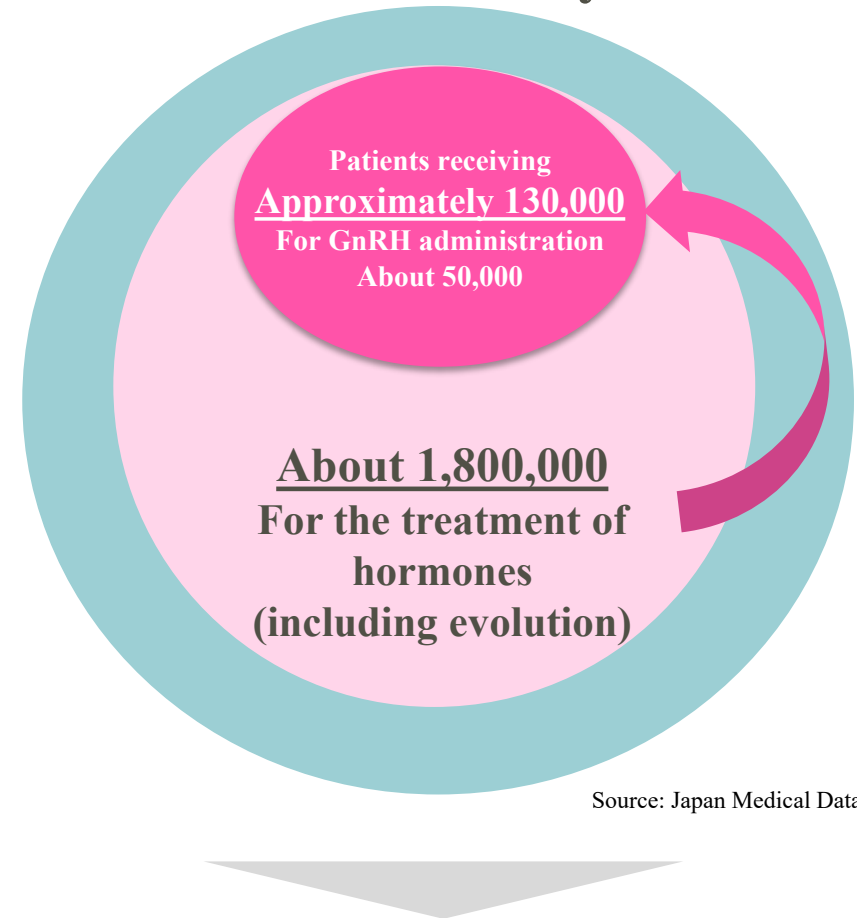 Patients receiving
Approximately 130,000
For GnRH administration
About 50,000
About 1,800,000
For the treatment of
hormones
(including evolution)
Source: Japan Medical Data